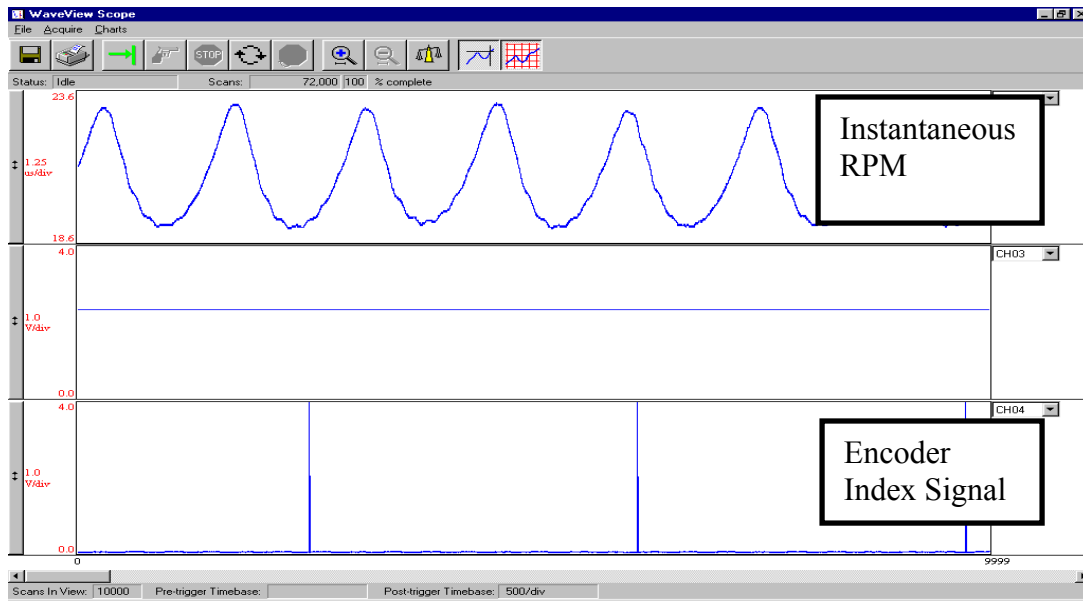 WaveView Scope
File Acquire Charts
STOP
Status: Idle Scans: 72,000 100 % complete
23.6
1.25
us/div
18.6
Instantaneous
RPM
4.0
1.0
V/div
0.0
CH03
4.0
1.0
V/div
0.0
CH04
Encoder
Index Signal
0 9999
Scans In View: 10000 Pre-trigger Timebase: Post-trigger Timebase: 500/div